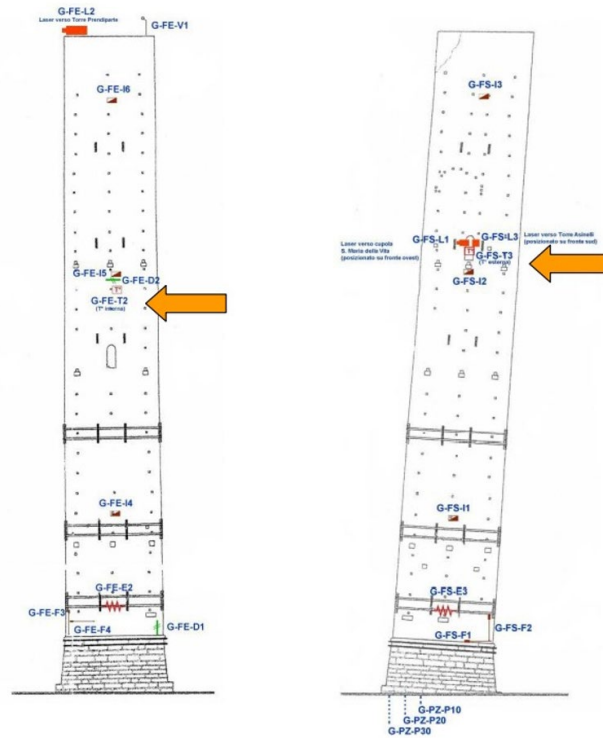 G-FE-L2
Laser verso Torre Prendiparte
G-FE-V1
G-FE-I6
G-FE-I5
G-FE-D2
T°
G-FE-T2
(T° interna)
G-FE-I4
G-FE-E2
G-FE-F3
G-FE-F4
G-FE-D1
G-FS-I3
G-FS-L1
Laser verso cupola
S. Maria della Vita
(posizionato su fronte ovest)
G-FS-L3
Laser verso Torre Asinelli
(posizionato su fronte sud)
G-FS-T3
(T° esterna)
G-FS-I2
G-FS-I1
G-FS-E3
G-FS-F2
G-FS-F1
G-PZ-P10
G-PZ-P20
G-PZ-P30